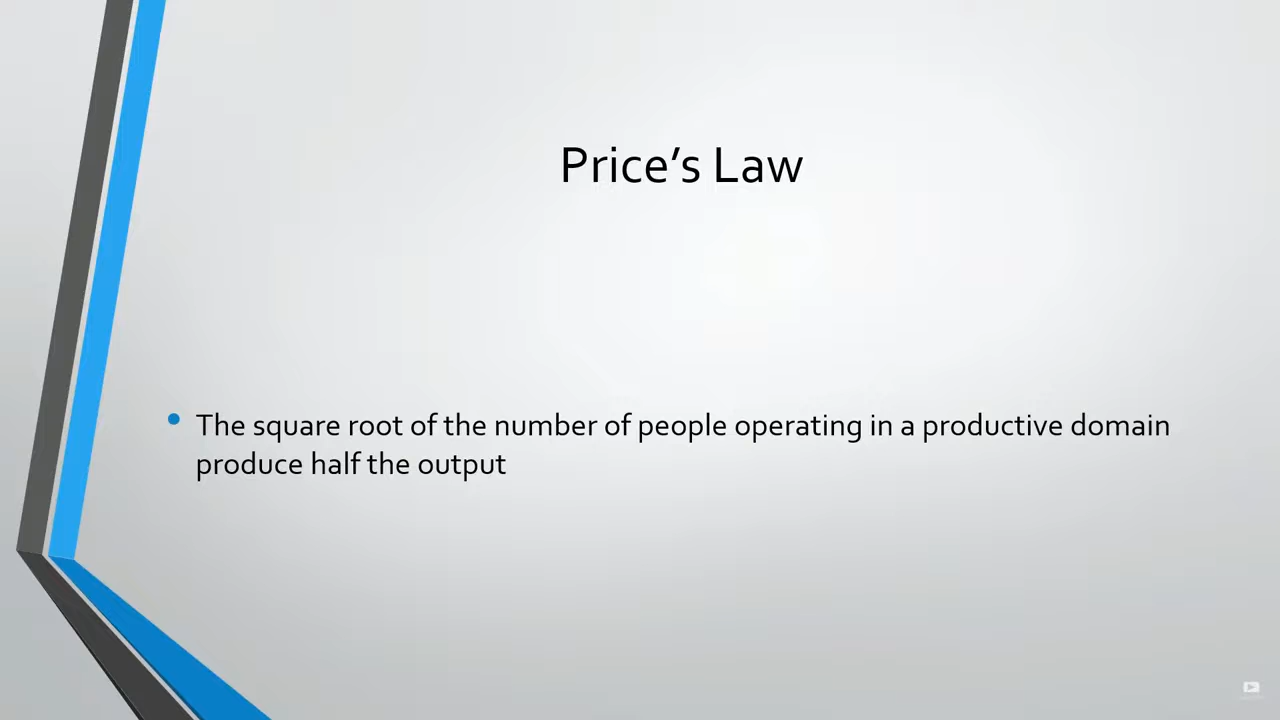 Price’s Law
• The square root of the number of people operating in a productive domain
produce half the output